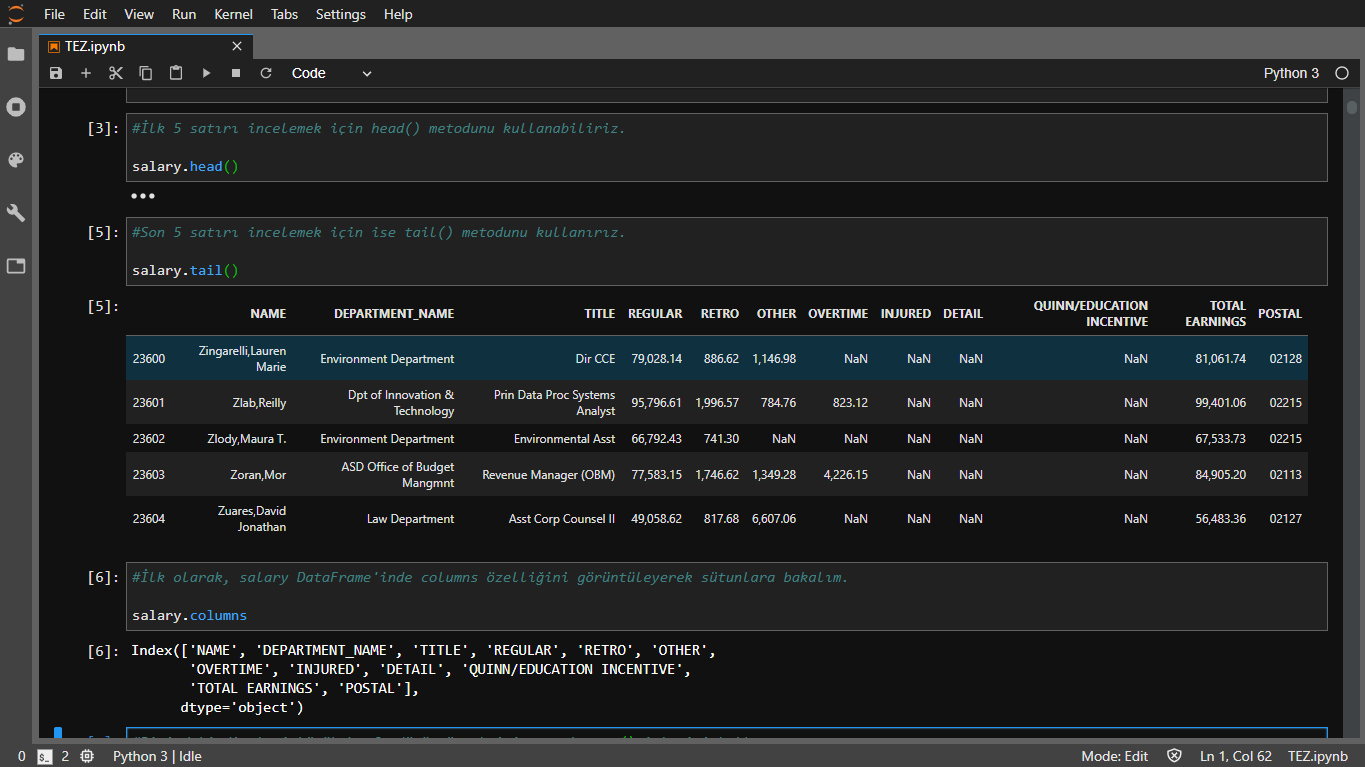 File Edit View Run Kernel Tabs Settings Help
TEZ.ipynb
Code
Python 3
[3]:
#İlk 5 satırı incelemek için head() metodunu kullanabiliriz.
salary.head()
[5]:
#Son 5 satırı incelemek için ise tail() metodunu kullanırız.
salary.tail()
[5]:
NAME DEPARTMENT_NAME TITLE REGULAR RETRO OTHER OVERTIME INJURED DETAIL QUINN/EDUCATION INCENTIVE TOTAL EARNINGS POSTAL
23600 Zingarelli,Lauren Marie Environment Department Dir CCE 79,028.14 886.62 1,146.98 NaN NaN NaN NaN 81,061.74 02128
23601 Zlab,Reilly Dpt of Innovation & Technology Prin Data Proc Systems Analyst 95,796.61 1,996.57 784.76 823.12 NaN NaN NaN 99,401.06 02215
23602 Zlody,Maura T. Environment Department Environmental Asst 66,792.43 741.30 NaN NaN NaN NaN NaN 67,533.73 02215
23603 Zoran,Mor ASD Office of Budget Mangmnt Revenue Manager (OBM) 77,583.15 1,746.62 1,349.28 4,226.15 NaN NaN NaN 84,905.20 02113
23604 Zuares,David Jonathan Law Department Asst Corp Counsel II 49,058.62 817.68 6,607.06 NaN NaN NaN NaN 56,483.36 02127
[6]:
#İlk olarak, salary DataFrame'inde columns özelliğini görüntüleyerek sütunlara bakalım.
salary.columns
[6]:
Index(['NAME', 'DEPARTMENT_NAME', 'TITLE', 'REGULAR', 'RETRO', 'OTHER',
'OVERTIME', 'INJURED', 'DETAIL', 'QUINN/EDUCATION INCENTIVE',
'TOTAL EARNINGS', 'POSTAL'],
dtype='object')
0 $_ 2 Python 3 | Idle Mode: Edit Ln 1, Col 62 TEZ.ipynb